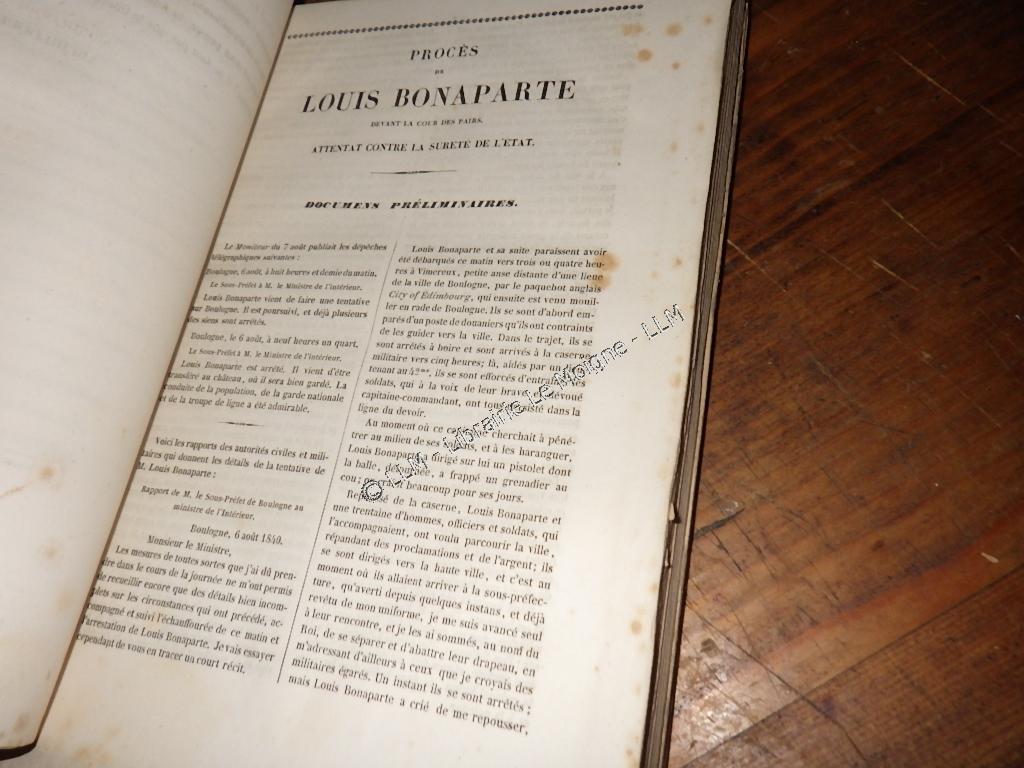 PROCÈS
DE
LOUIS BONAPARTE
DEVANT LA COUR DES PAIRS.
ATTENTAT CONTRE LA SURETÉ DE L'ÉTAT.
DOCUMENS PRÉLIMINAIRES.
Le Moniteur du 7 août publiait les dépêches
télégraphiques suivantes :
Boulogne, 6 août, à huit heures et demie du matin.
Le Sous-Préfet à M. le Ministre de l'intérieur.
Louis Bonaparte vient de faire une tentative
sur Boulogne. Il est poursuivi, et déjà plusieurs
des siens sont arrêtés.
Boulogne, le 6 août, à neuf heures un quart.
Le Sous-Préfet à M. le Ministre de l'intérieur.
Louis Bonaparte est arrêté. Il vient d'être
transféré au château, où il sera bien gardé. La
conduite de la population, de la garde nationale
et de la troupe de ligne a été admirable.
Voici les rapports des autorités civiles et mili-
taires qui donnent les détails de la tentative de
M. Louis Bonaparte :
Rapport de M. le Sous-Préfet de Boulogne au
ministre de l'Intérieur.
Boulogne, 6 août 1840.
Monsieur le Ministre,
Les mesures de toutes sortes que j'ai dû pren-
dre dans le cours de la journée ne m'ont permis
de recueillir encore que des détails bien incom-
plets sur les circonstances qui ont précédé, ac-
compagné et suivi l'échauffourée de ce matin et
l'arrestation de Louis Bonaparte. Je vais essayer
cependant de vous en tracer un court récit.
Louis Bonaparte et sa suite paraissent avoir
été débarqués ce matin vers trois ou quatre heu-
res à Vimereux, petite anse distante d'une lieue
de la ville de Boulogne, par le paquebot anglais
City of Edimbourg, qui ensuite est venu mouil-
ler en rade de Boulogne. Ils se sont d'abord em-
parés d'un poste de douaniers qu'ils ont contraints
de les guider vers la ville. Dans le trajet, ils se
sont arrêtés à boire et sont arrivés à la caserne
militaire vers cinq heures; là, aidés par un
tenant au 42me, ils se sont efforcés d'entraîner les
soldats, qui à la voix de leur brave dévoué
capitaine-commandant, ont tous résisté dans la
ligne du devoir.
Au moment où ce cherchait à péné-
trer au milieu de ses soldats, et à les haranguer,
Louis Bonaparte a dirigé sur lui un pistolet dont
la balle, détournée, a frappé un grenadier au
cou; beaucoup pour ses jours.
Repoussé de la caserne, Louis Bonaparte et
une trentaine d'hommes, officiers et soldats, qui
l'accompagnaient, ont voulu parcourir la ville,
répandant des proclamations et de l'argent; ils
se sont dirigés vers la haute ville, et c'est au
moment où ils allaient arriver à la sous-préfec-
ture, qu'averti depuis quelques instans, et déjà
revêtu de mon uniforme, je me suis avancé seul
à leur rencontre, et je les ai sommés, au nom du
Roi, de se séparer et d'abattre leur drapeau, en
m'adressant d'ailleurs à ceux que je croyais des
militaires égarés. Un instant ils se sont arrêtés;
mais Louis Bonaparte a crié de me repousser,
© LLM - Librairie Le Moigne - LLM